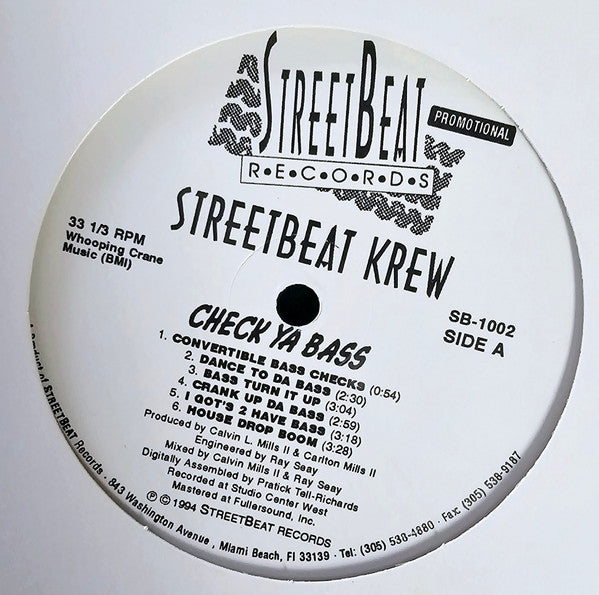 STREETBEAT
R•E•C•O•R•D•S
PROMOTIONAL
STREETBEAT KREW
33 1/3 RPM
Whooping Crane
Music (BMI)
SB-1002
SIDE A
CHECK YA BASS
1. CONVERTIBLE BASS CHECKS (0:54)
2. DANCE TO DA BASS (2:30)
3. BASS TURN IT UP (3:04)
4. CRANK UP DA BASS (2:59)
5. I GOT'S 2 HAVE BASS (3:18)
6. HOUSE DROP BOOM (3:28)
Produced by Calvin L. Mills II & Carlton Mills II
Engineered by Ray Seay
Mixed by Calvin Mills II & Ray Seay
Digitally Assembled by Pratick Tell-Richards
Recorded at Studio Center West
Mastered at Fullersound, Inc.
℗ © 1994 STREETBEAT RECORDS
A Product of STREETBEAT Records • 843 Washington Avenue, Miami Beach, Fl 33139 • Tel: (305) 538-4880 • Fax: (305) 538-9187